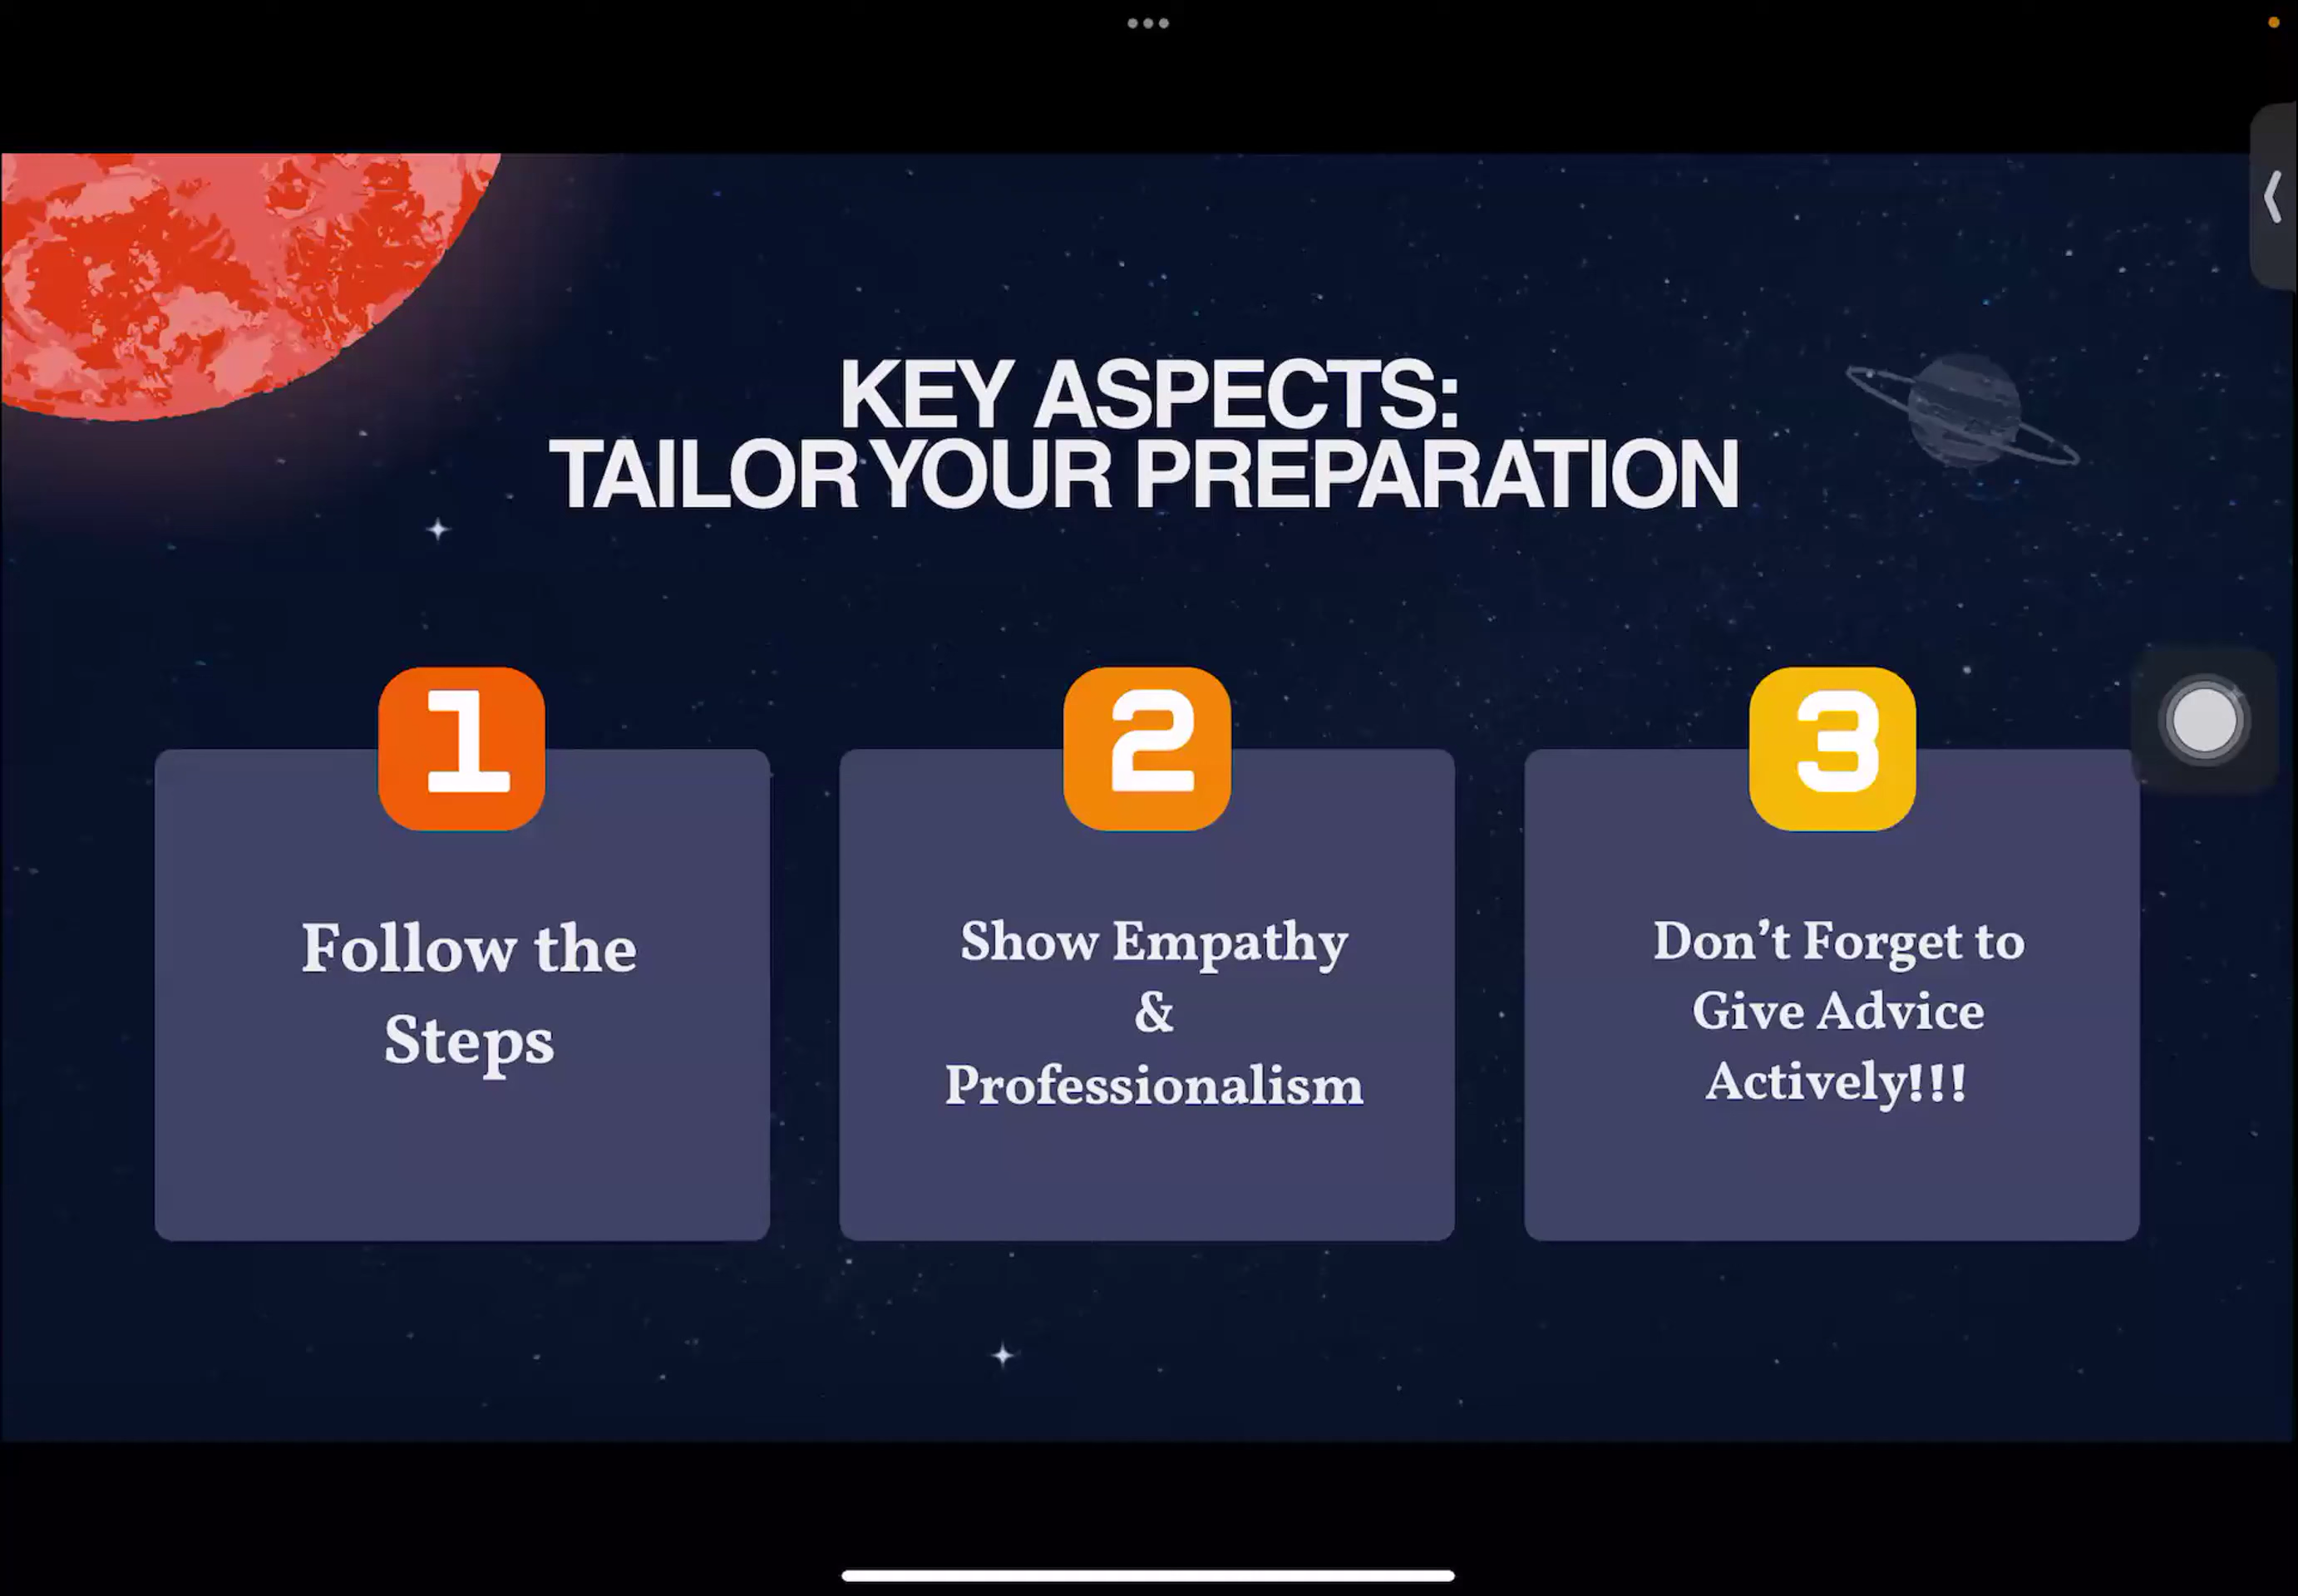 KEY ASPECTS:
TAILOR YOUR PREPARATION
1
Follow the
Steps
2
Show Empathy
&
Professionalism
3
Don’t Forget to
Give Advice
Actively!!!